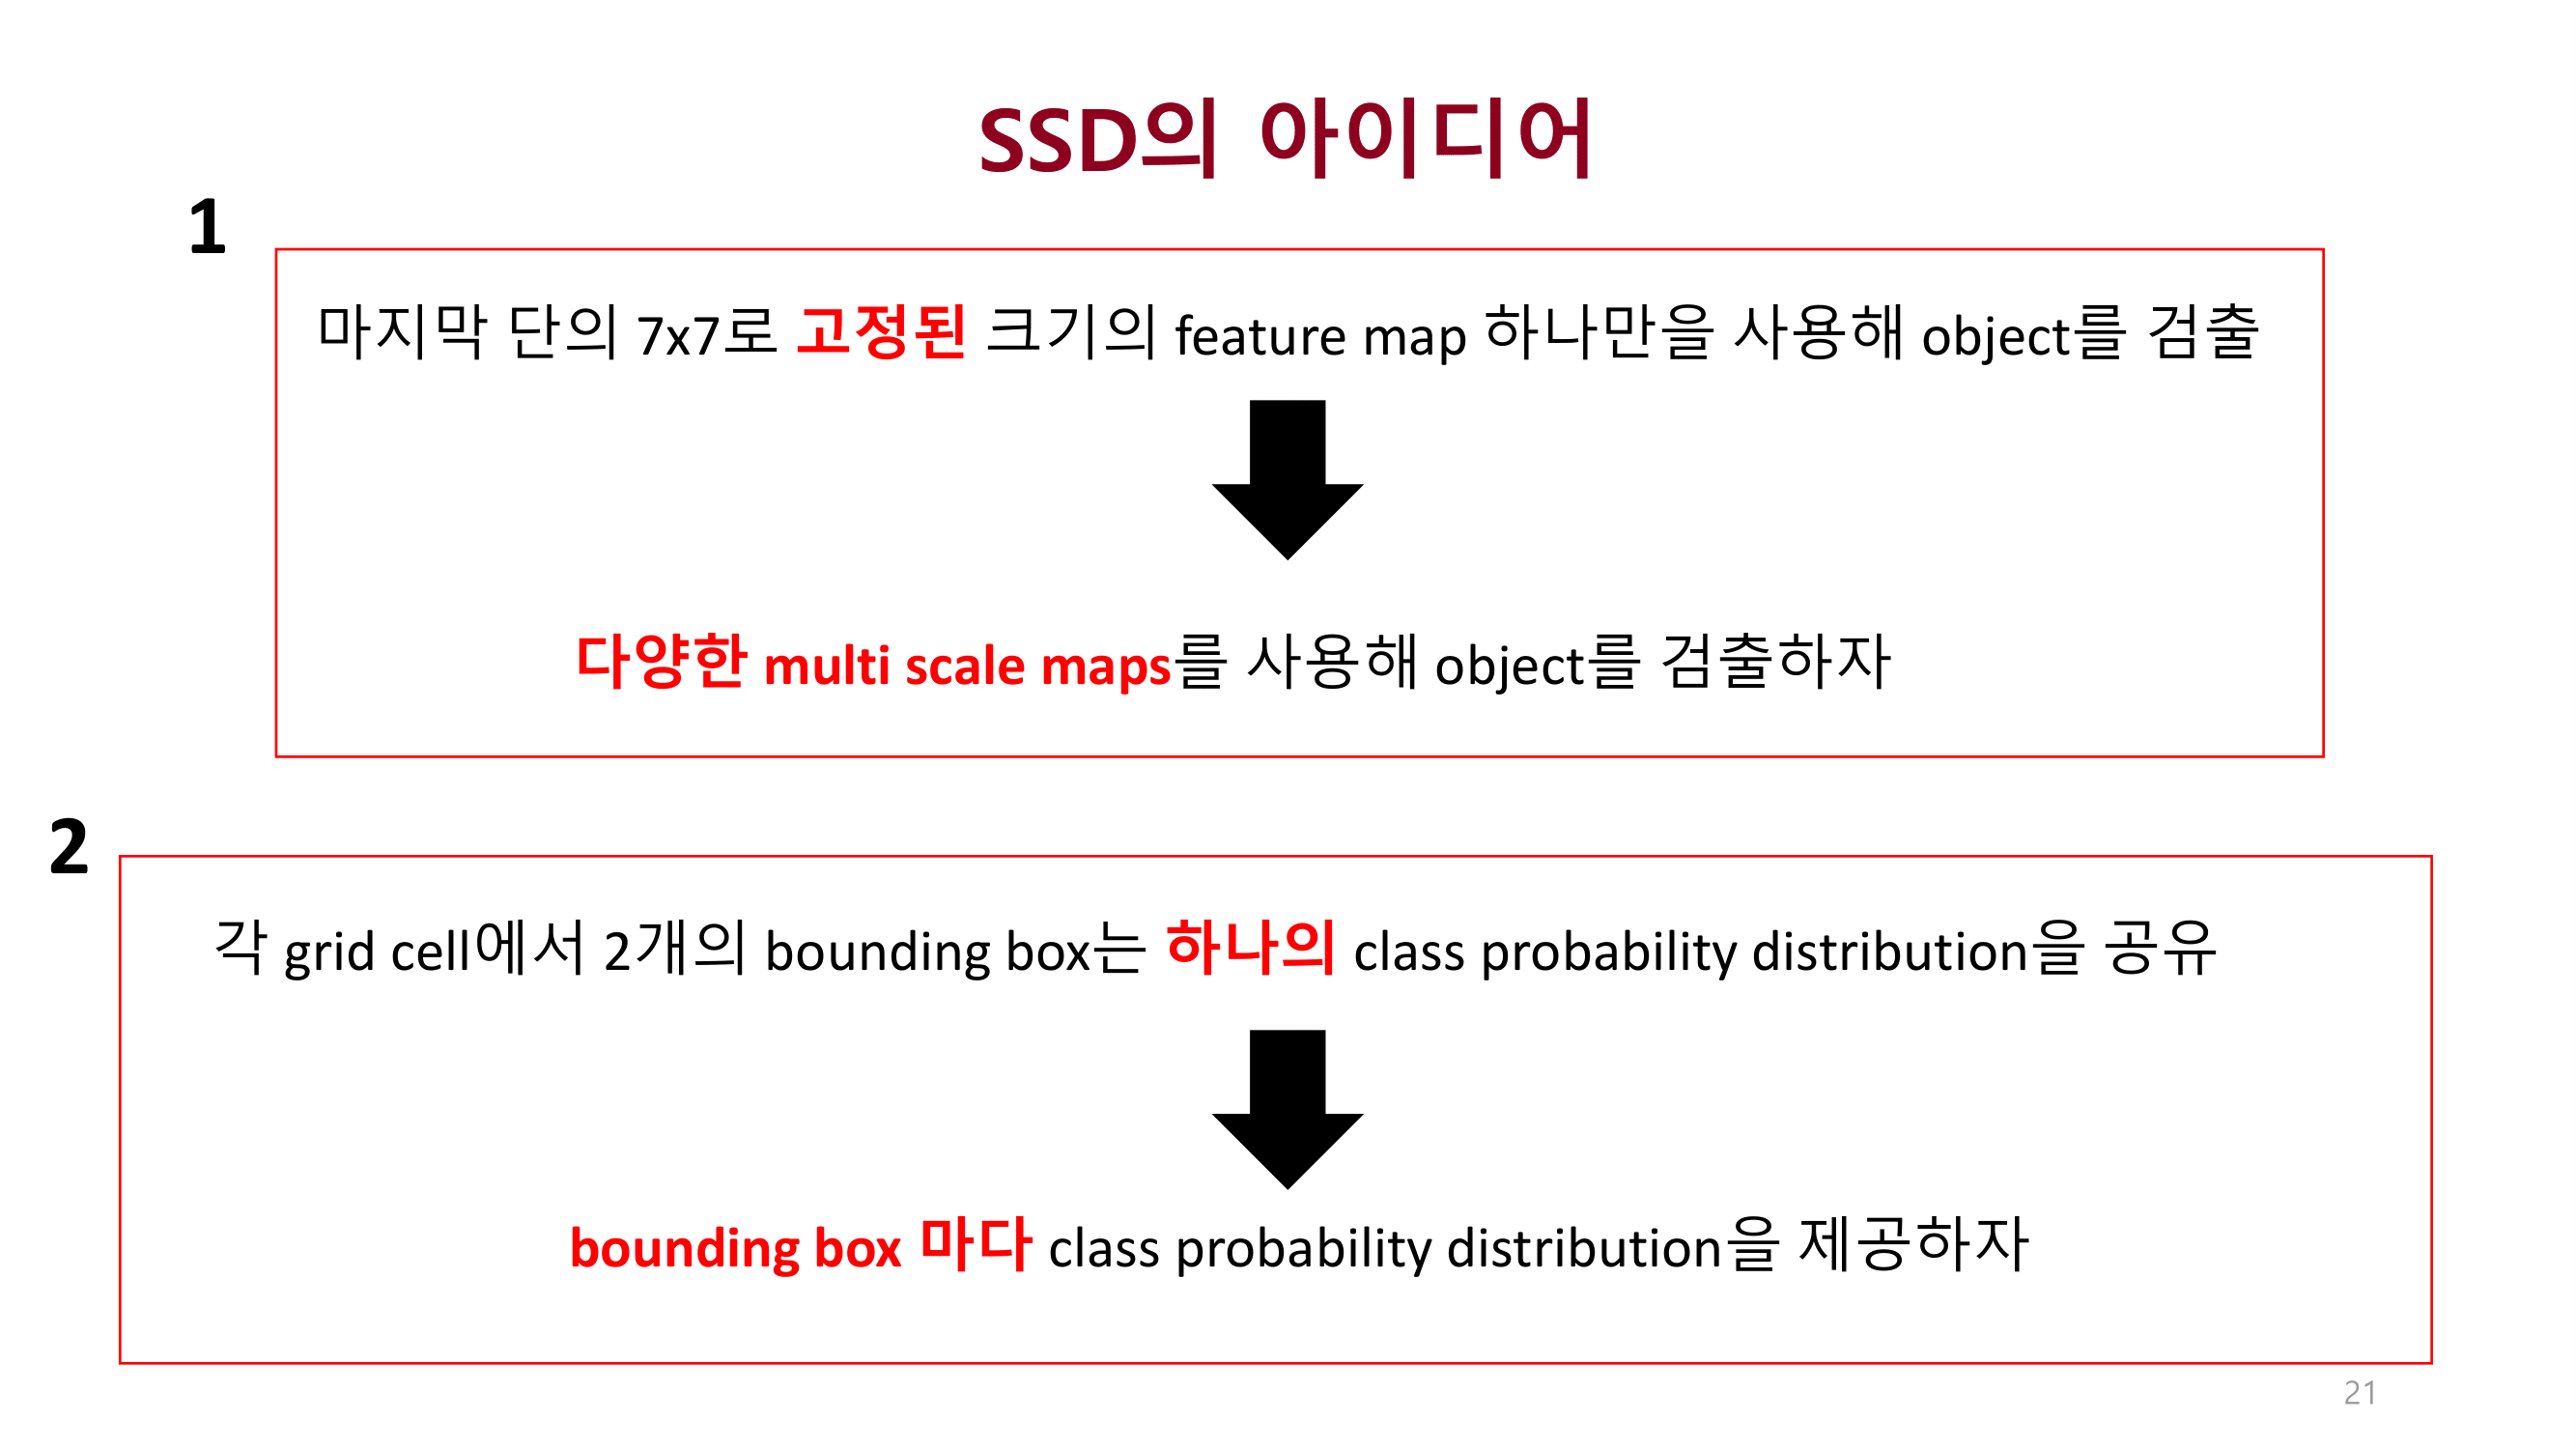 SSD의 아이디어
1
마지막 단의 7x7로 고정된 크기의 feature map 하나만을 사용해 object를 검출
다양한 multi scale maps를 사용해 object를 검출하자
2
각 grid cell에서 2개의 bounding box는 하나의 class probability distribution을 공유
bounding box 마다 class probability distribution을 제공하자
21